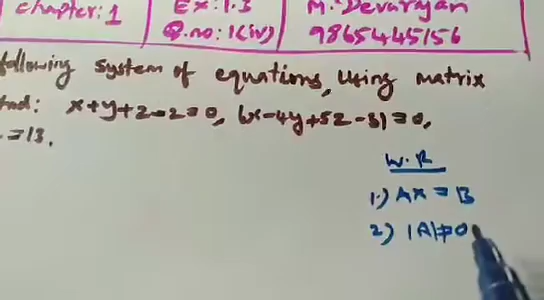 chapter:1
Ex:1.3
Q.no:1(iv)
M. Devarajan
9865445156
following system of equations, using matrix
x+y+z-2=0, 6x-4y+5z-31=0,
=13.
W.R
1.) AX = B
2.) |A|≠0